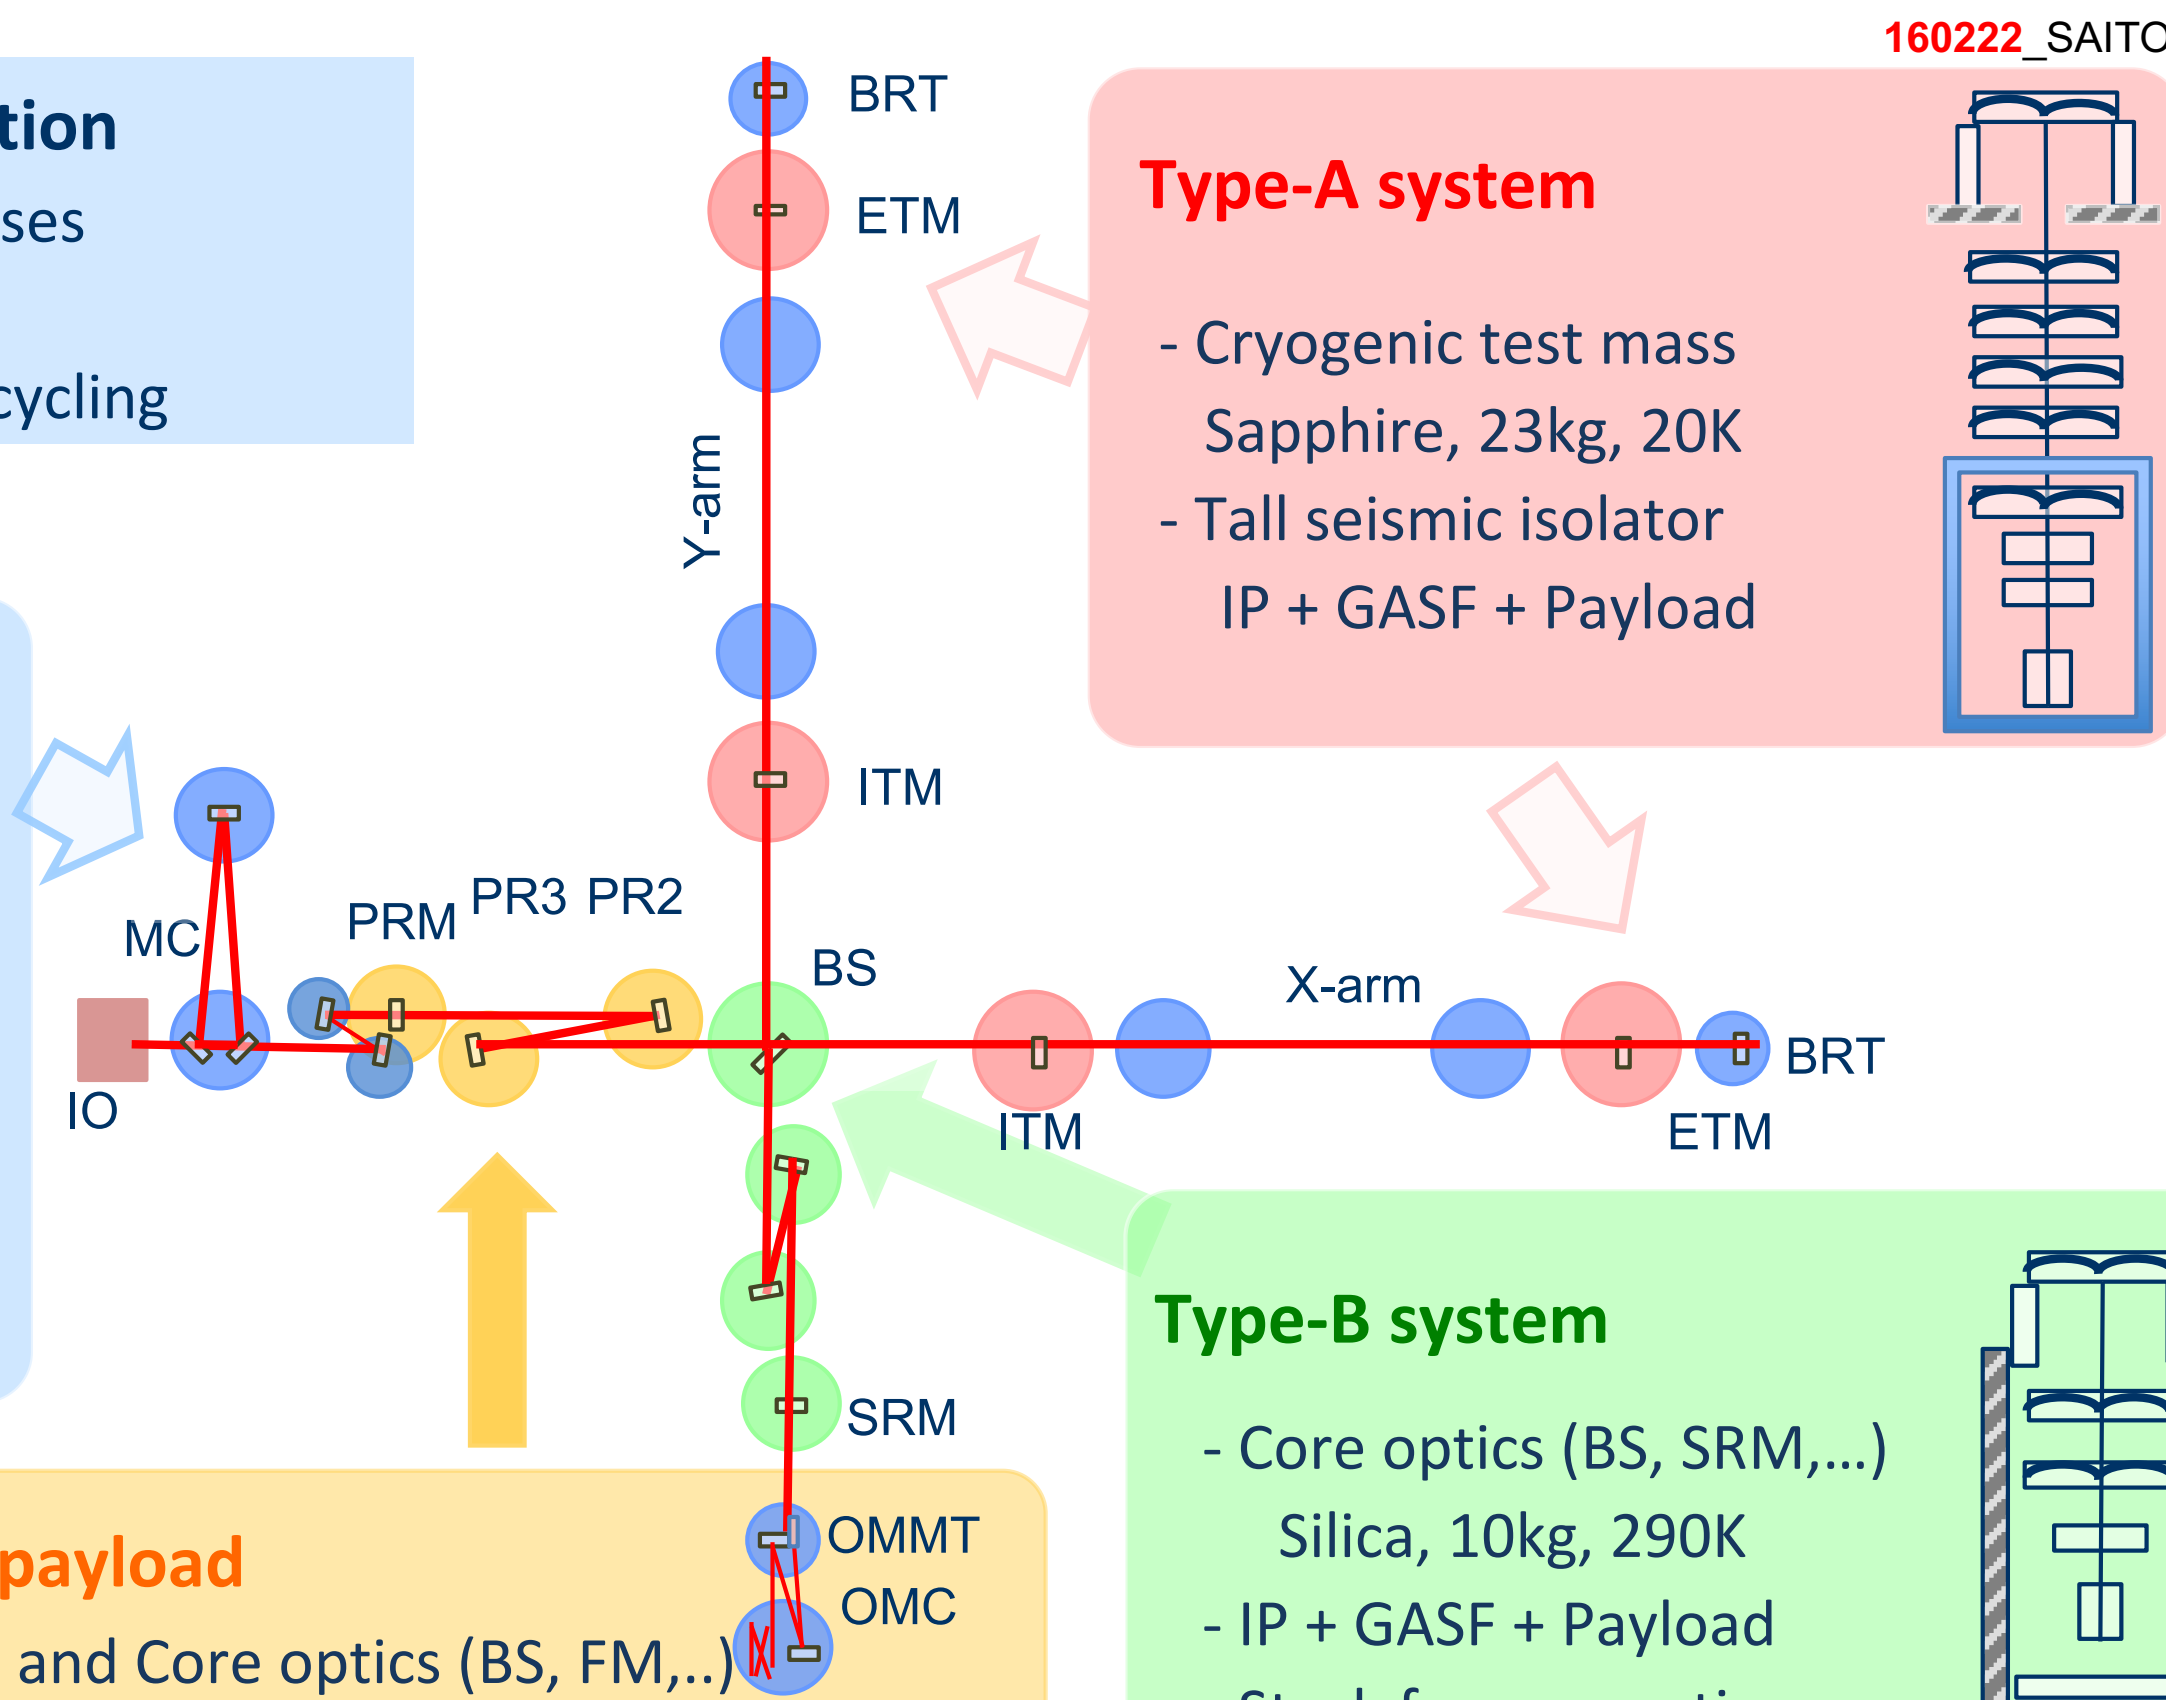 160222_SAITO
tion
ses
cycling
BRT
ETM
Y-arm
ITM
Type-A system
- Cryogenic test mass
Sapphire, 23kg, 20K
- Tall seismic isolator
IP + GASF + Payload
MC
PRM
PR3
PR2
BS
IO
X-arm
ITM
ETM
BRT
SRM
OMMT
OMC
Type-B system
- Core optics (BS, SRM,...)
Silica, 10kg, 290K
- IP + GASF + Payload
payload
and Core optics (BS, FM,..)